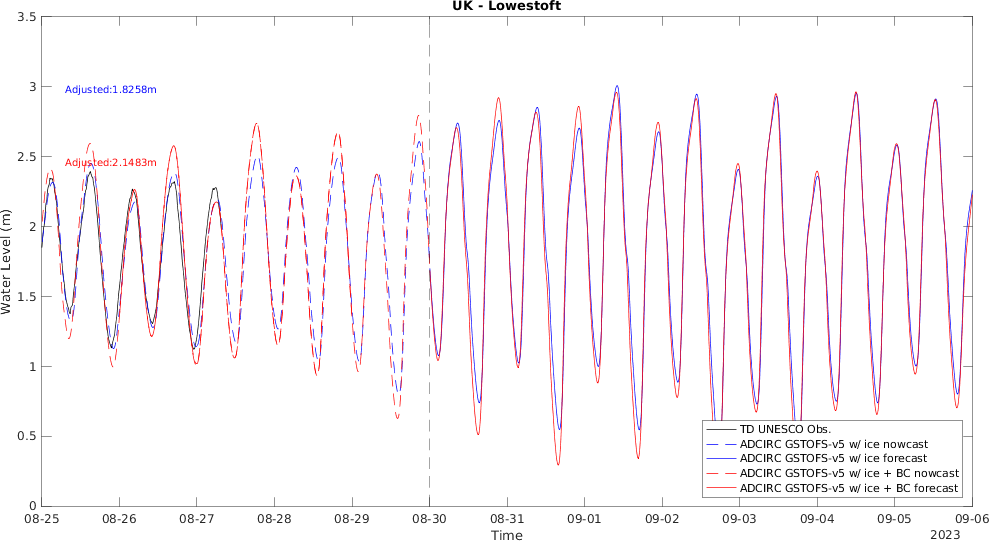 UK - Lowestoft
3.5
3
2.5
2
1.5
1
0.5
0
Water Level (m)
Adjusted:1.8258m
Adjusted:2.1483m
TD UNESCO Obs.
ADCIRC GSTOFS-v5 w/ ice nowcast
ADCIRC GSTOFS-v5 w/ ice forecast
ADCIRC GSTOFS-v5 w/ ice + BC nowcast
ADCIRC GSTOFS-v5 w/ ice + BC forecast
08-25 08-26 08-27 08-28 08-29 08-30 08-31 09-01 09-02 09-03 09-04 09-05 09-06
Time
2023